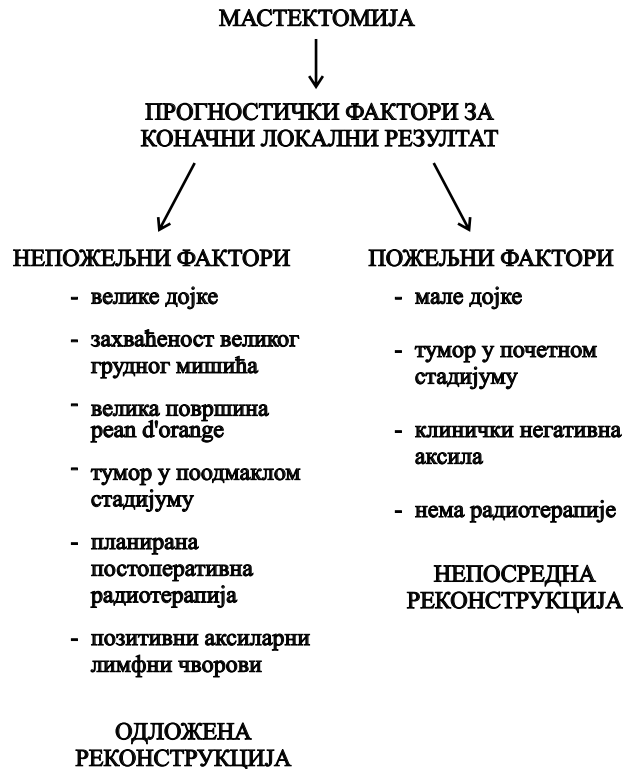 МАСТЕКТОМИЈА
ПРОГНОСТИЧКИ ФАКТОРИ ЗА
КОНАЧНИ ЛОКАЛНИ РЕЗУЛТАТ
НЕПОЖЕЉНИ ФАКТОРИ
- велике дојке
- захваћеност великог
грудног мишића
- велика површина
pean d'orange
- тумор у поодмаклом
стадијуму
- планирана
постоперативна
радиотерапија
- позитивни аксиларни
лимфни чворови
ОДЛОЖЕНА
РЕКОНСТРУКЦИЈА
ПОЖЕЉНИ ФАКТОРИ
- мале дојке
- тумор у почетном
стадијуму
- клинички негативна
аксила
- нема радиотерапије
НЕПОСРЕДНА
РЕКОНСТРУКЦИЈА